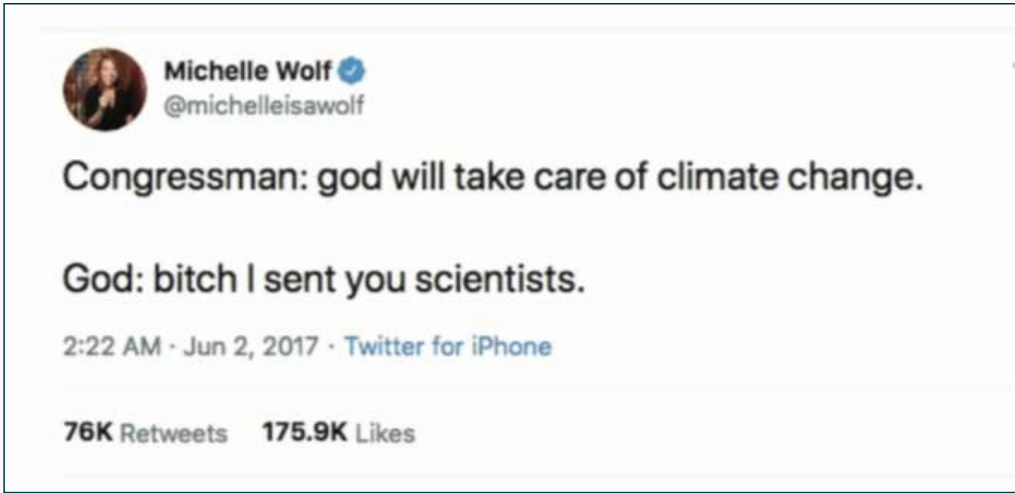 Michelle Wolf
@michelleisawolf
Congressman: god will take care of climate change.
God: bitch I sent you scientists.
2:22 AM · Jun 2, 2017 · Twitter for iPhone
76K Retweets 175.9K Likes